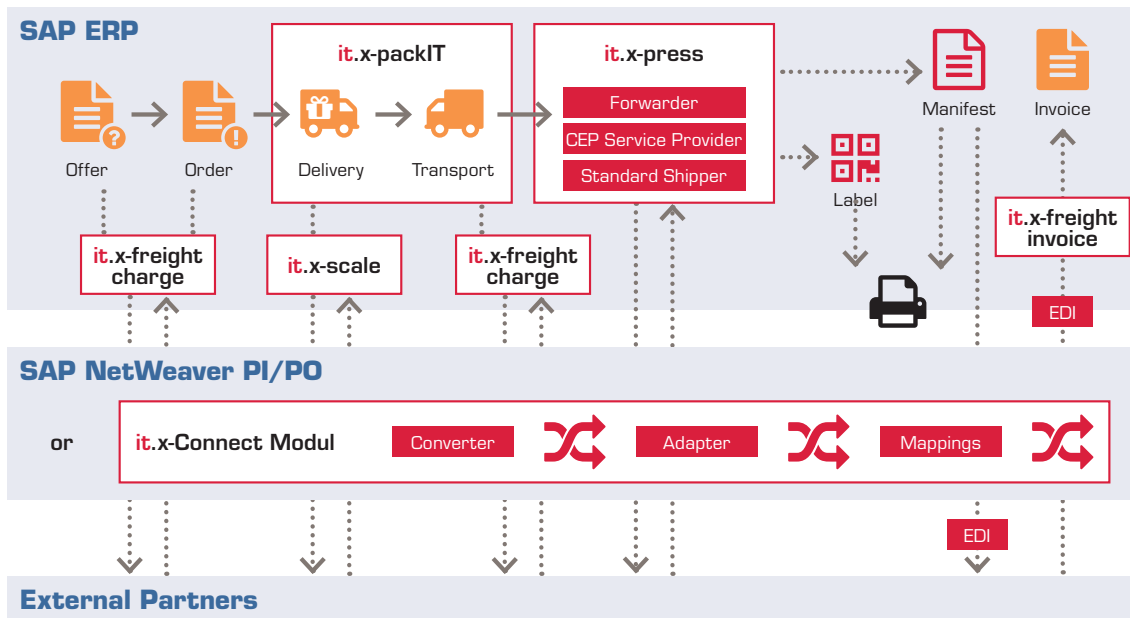 SAP ERP
it.x-packIT
it.x-press
Forwarder
CEP Service Provider
Standard Shipper
?
!
Offer
Order
Delivery
Transport
Manifest
Invoice
Label
it.x-freight
charge
it.x-scale
it.x-freight
charge
it.x-freight
invoice
EDI
SAP NetWeaver PI/PO
or
it.x-Connect Modul
Converter
Adapter
Mappings
EDI
External Partners